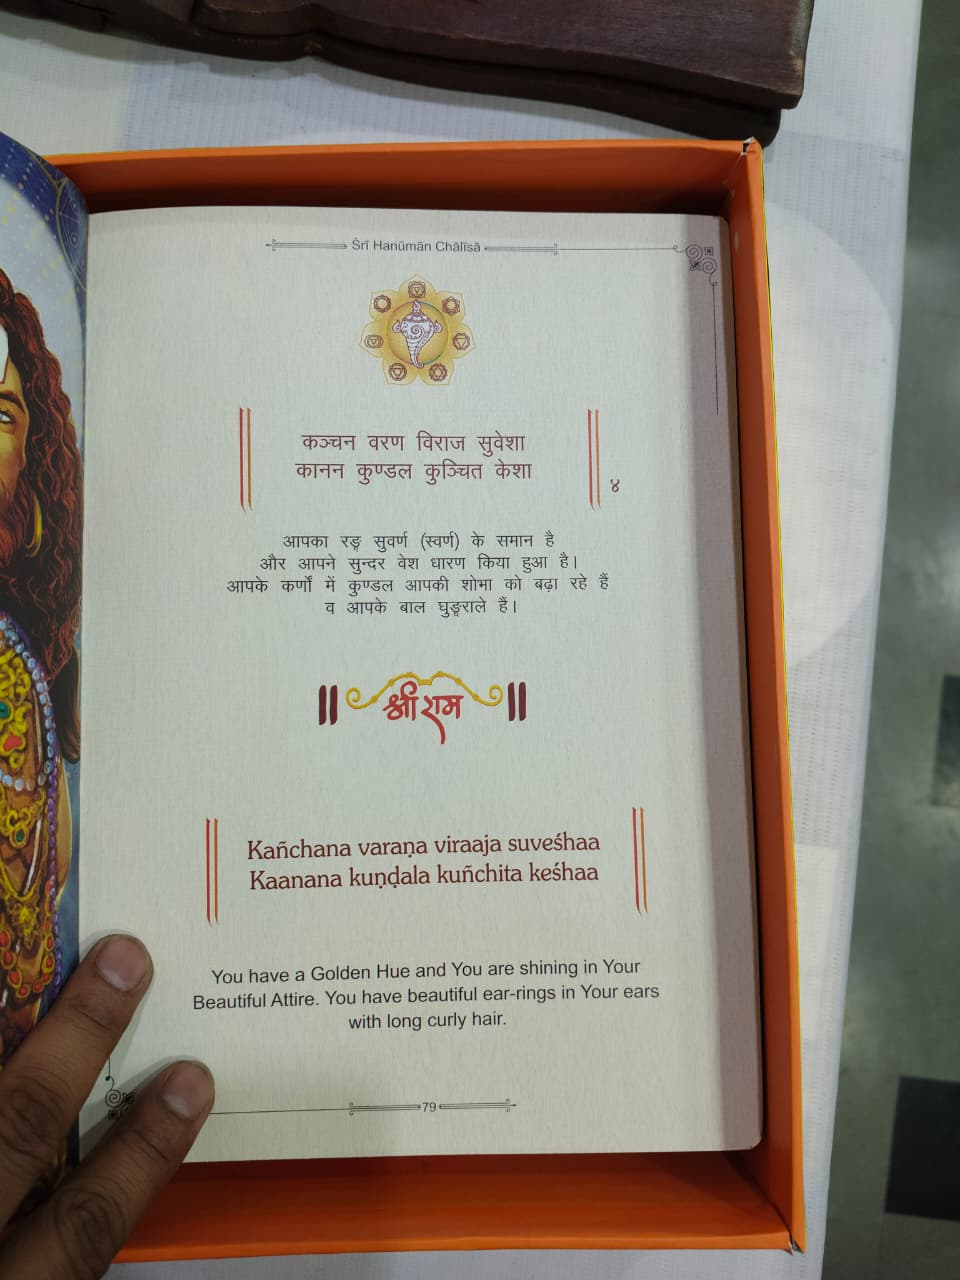 Śrī Hanūmān Chālīsā
कञ्चन वरण विराज सुवेशा
कानन कुण्डल कुञ्चित केशा
४
आपका रङ्ग सुवर्ण (स्वर्ण) के समान है
और आपने सुन्दर वेश धारण किया हुआ है।
आपके कर्णों में कुण्डल आपकी शोभा को बढ़ा रहे हैं
व आपके बाल घुङ्घराले हैं।
॥ श्री राम ॥
Kañchana varaṇa viraaja suveśhaa
Kaanana kuṇḍala kuñchita keśhaa
You have a Golden Hue and You are shining in Your
Beautiful Attire. You have beautiful ear-rings in Your ears
with long curly hair.
79